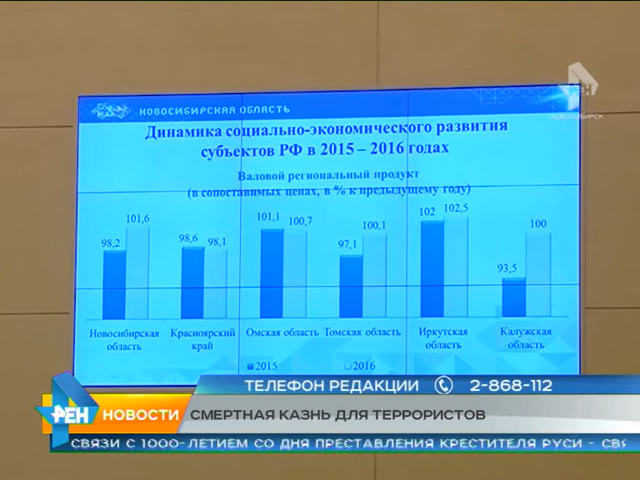 РЕН
НОВОСИБИРСК
НОВОСИБИРСКАЯ ОБЛАСТЬ
Динамика социально-экономического развития
субъектов РФ в 2015 – 2016 годах
Валовой региональный продукт
(в сопоставимых ценах, в % к предыдущему году)
98,2 101,6 98,6 98,1 101,1 100,7 97,1 100,1 102 102,5 93,5 100
Новосибирская Красноярский Омская область Томская область Иркутская Калужская
область край область область
2015 2016
ТЕЛЕФОН РЕДАКЦИИ 2-868-112
РЕН НОВОСТИ СМЕРТНАЯ КАЗНЬ ДЛЯ ТЕРРОРИСТОВ
СВЯЗИ С 1000-ЛЕТИЕМ СО ДНЯ ПРЕСТАВЛЕНИЯ КРЕСТИТЕЛЯ РУСИ - СВЯ